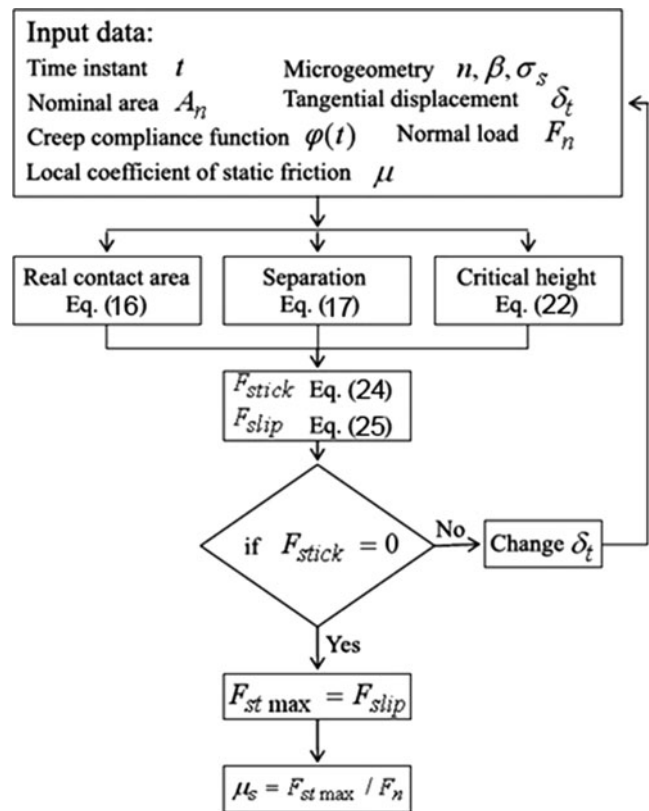 Input data:
Time instant t Microgeometry n, β, σ_s
Nominal area A_n Tangential displacement δ_t
Creep compliance function φ(t) Normal load F_n
Local coefficient of static friction μ
Real contact area Separation Critical height
Eq. (16) Eq. (17) Eq. (22)
F_stick Eq. (24)
F_slip Eq. (25)
if F_stick = 0 No Change δ_t
Yes
F_st max = F_slip
μ_s = F_st max / F_n